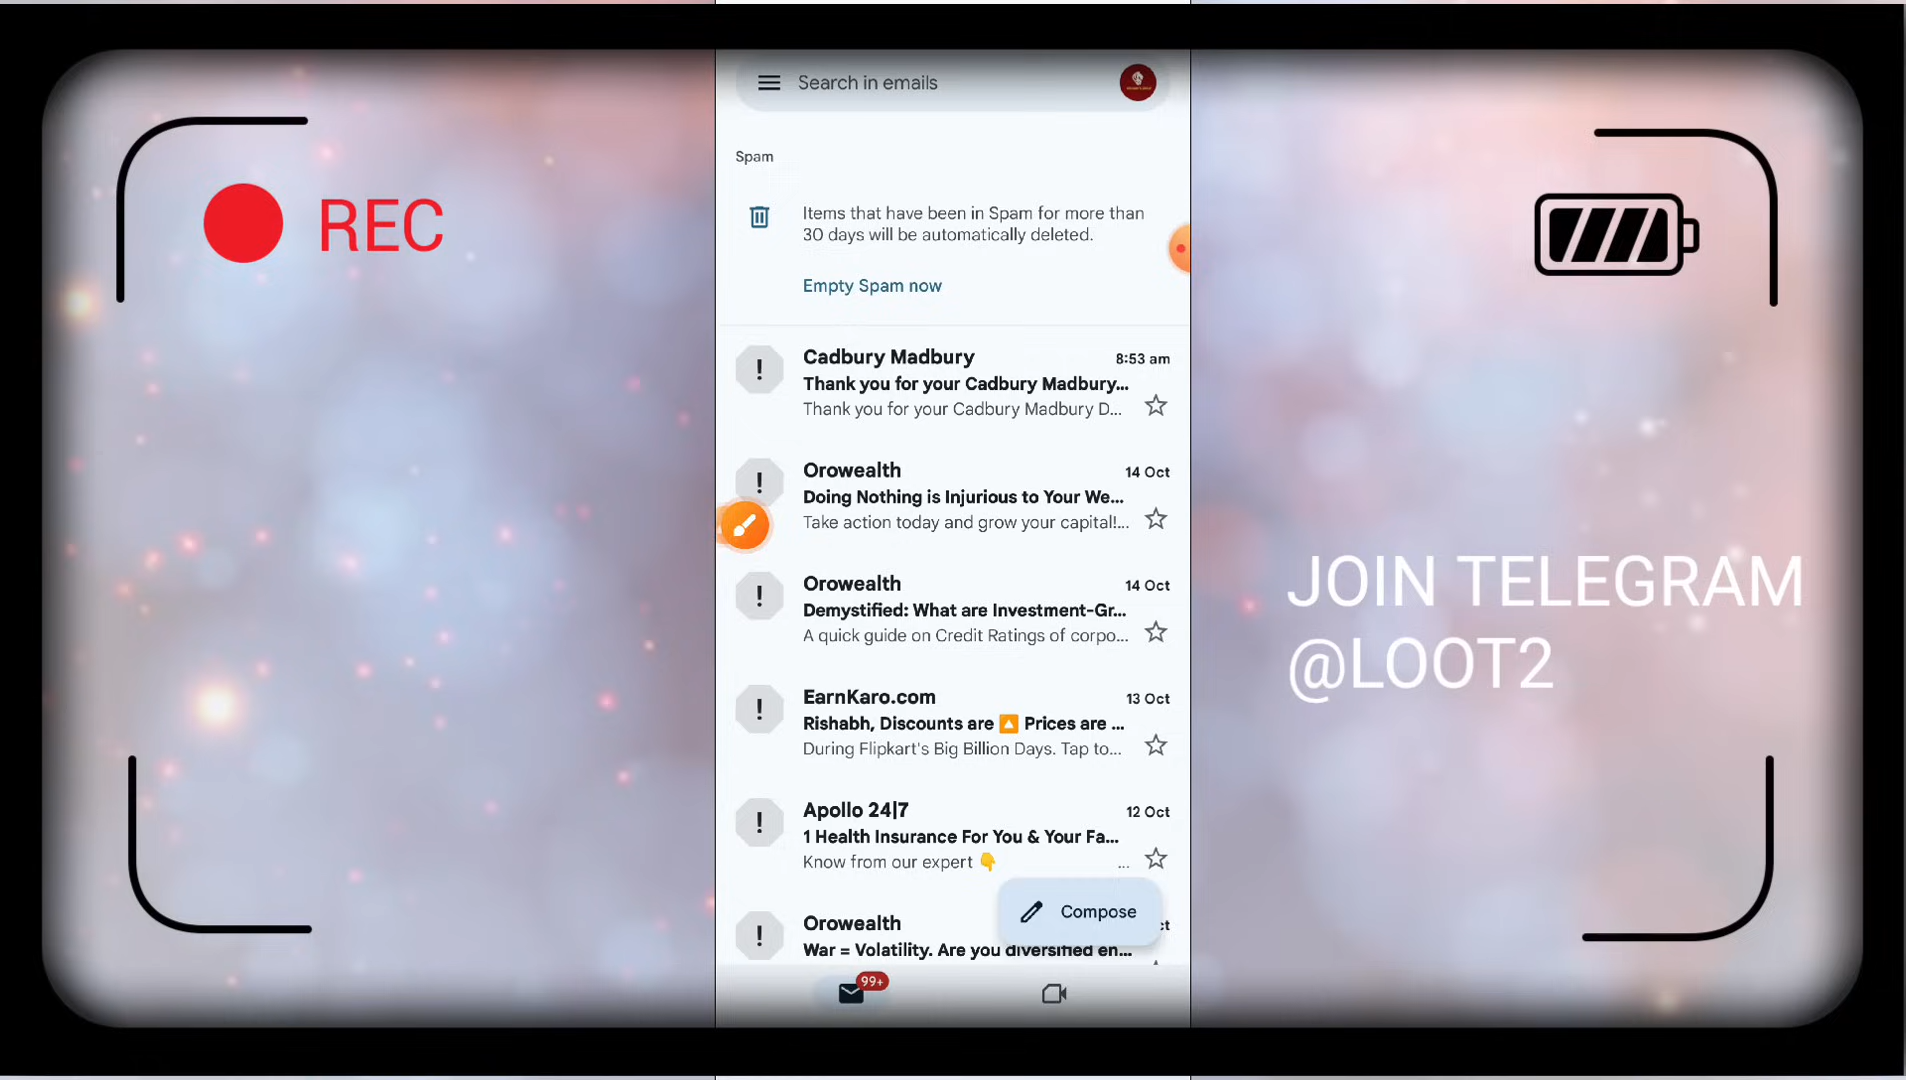 REC
JOIN TELEGRAM
@LOOT2
Search in emails
Spam
Items that have been in Spam for more than
30 days will be automatically deleted.
Empty Spam now
Cadbury Madbury
8:53 am
Thank you for your Cadbury Madbury...
Thank you for your Cadbury Madbury D...
Orowealth
14 Oct
Doing Nothing is Injurious to Your We...
Take action today and grow your capital!...
Orowealth
14 Oct
Demystified: What are Investment-Gr...
A quick guide on Credit Ratings of corpo...
EarnKaro.com
13 Oct
Rishabh, Discounts are 🔼 Prices are ...
During Flipkart's Big Billion Days. Tap to...
Apollo 24|7
12 Oct
1 Health Insurance For You & Your Fa...
Know from our expert 👇 ...
Compose
Orowealth
War = Volatility. Are you diversified en...
99+